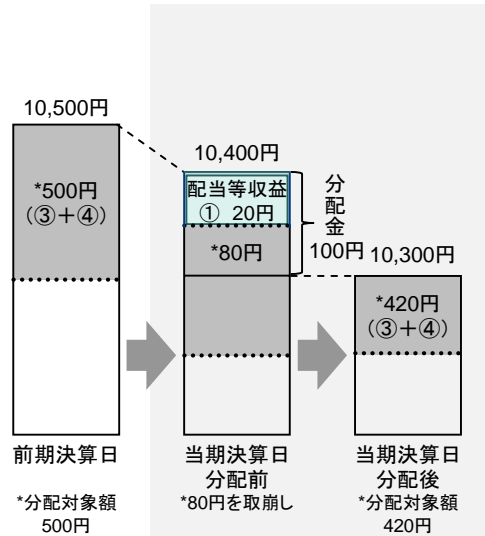 10,500円
*500円
(③+④)
前期決算日
*分配対象額
500円
10,400円
配当等収益
① 20円
*80円
分配金
100円
当期決算日
分配前
*80円を取崩し
10,300円
*420円
(③+④)
当期決算日
分配後
*分配対象額
420円